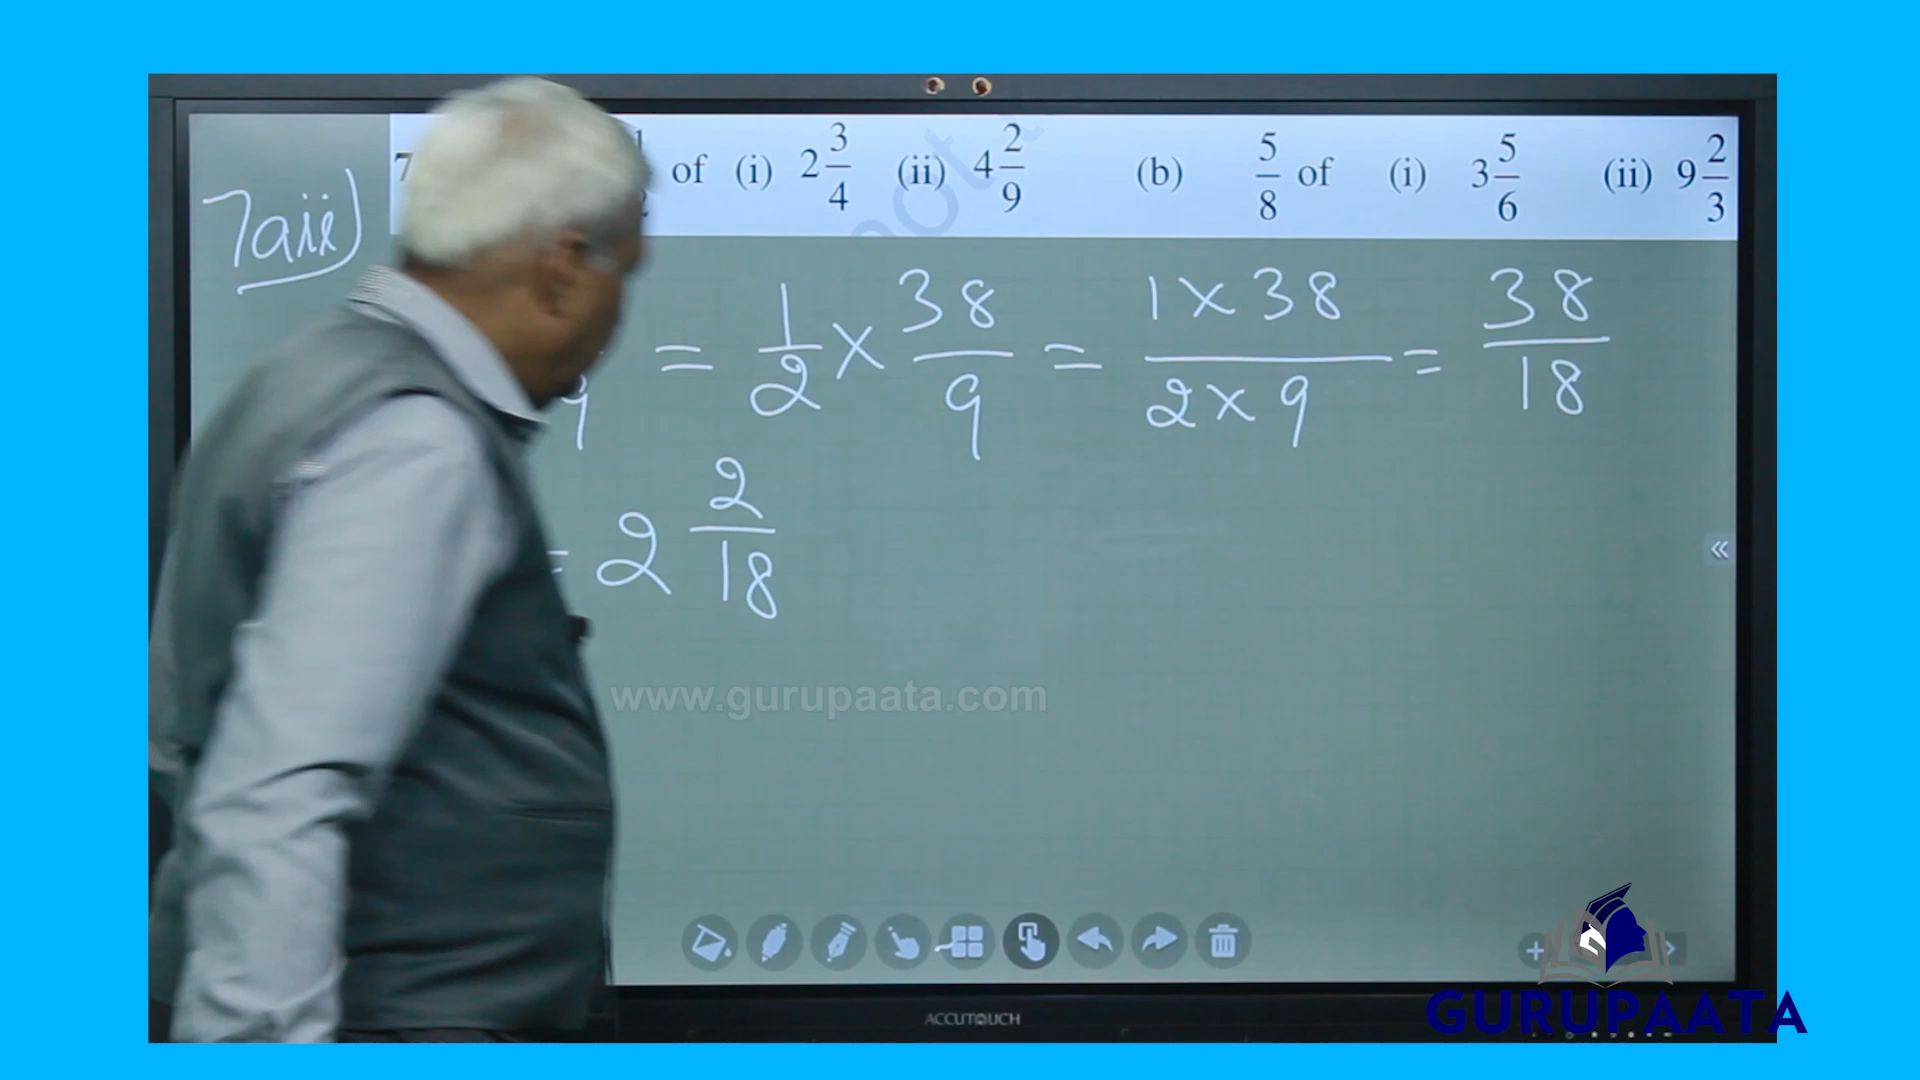 7 of (i) 2 3/4 (ii) 4 2/9 (b) 5/8 of (i) 3 5/6 (ii) 9 2/3
7aii)
= 1/2 × 38/9 = 1 × 38 / 2 × 9 = 38/18
= 2 2/18
www.gurupaata.com
GURUPAATA
ACCUTOUCH